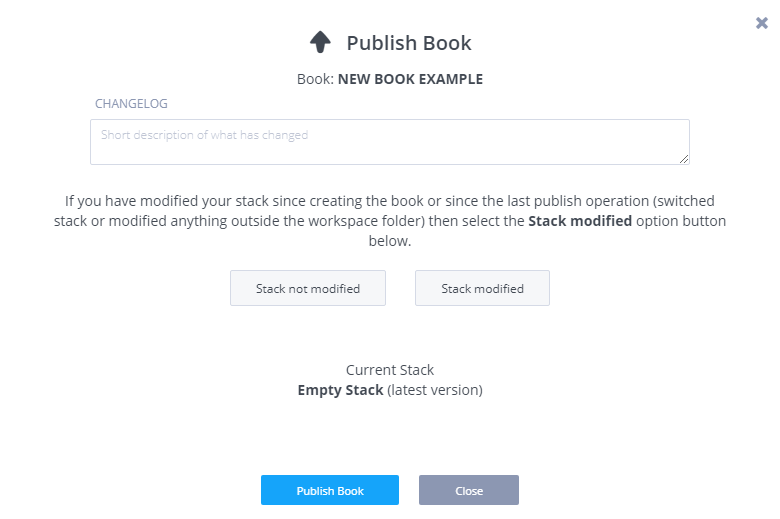 Publish Book
Book: NEW BOOK EXAMPLE
CHANGELOG
Short description of what has changed
If you have modified your stack since creating the book or since the last publish operation (switched
stack or modified anything outside the workspace folder) then select the Stack modified option button
below.
Stack not modified
Stack modified
Current Stack
Empty Stack (latest version)
Publish Book
Close